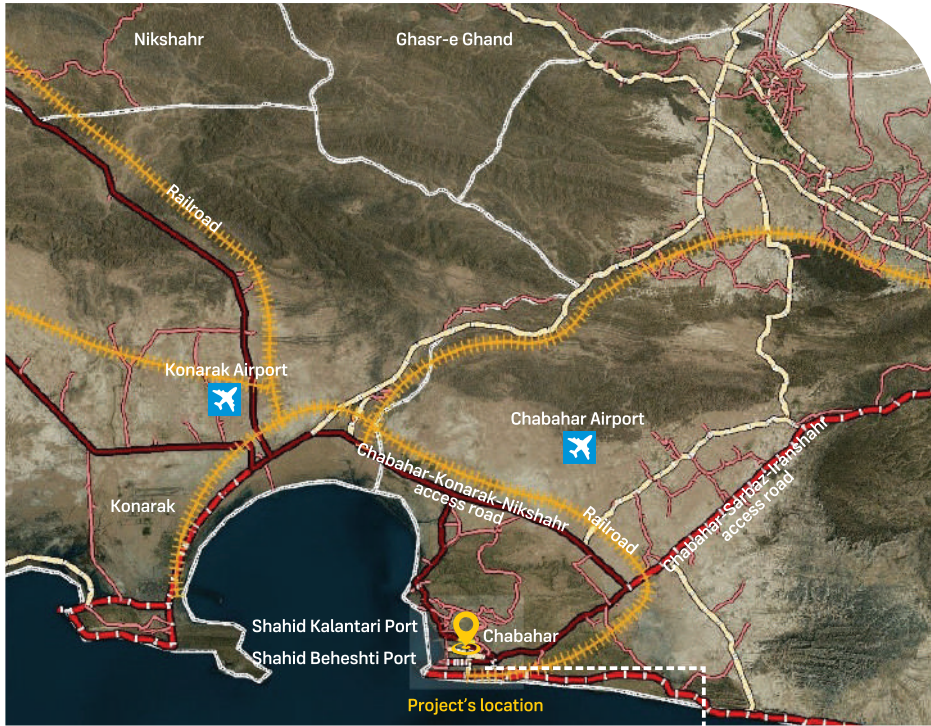 Nikshahr
Ghasr-e Ghand
Railroad
Konarak Airport
Chabahar Airport
Chabahar-Konarak-Nikshahr
access road
Chabahar-Sarbaz-Iranshahr
access road
Konarak
Railroad
Shahid Kalantari Port
Chabahar
Shahid Beheshti Port
Project's location